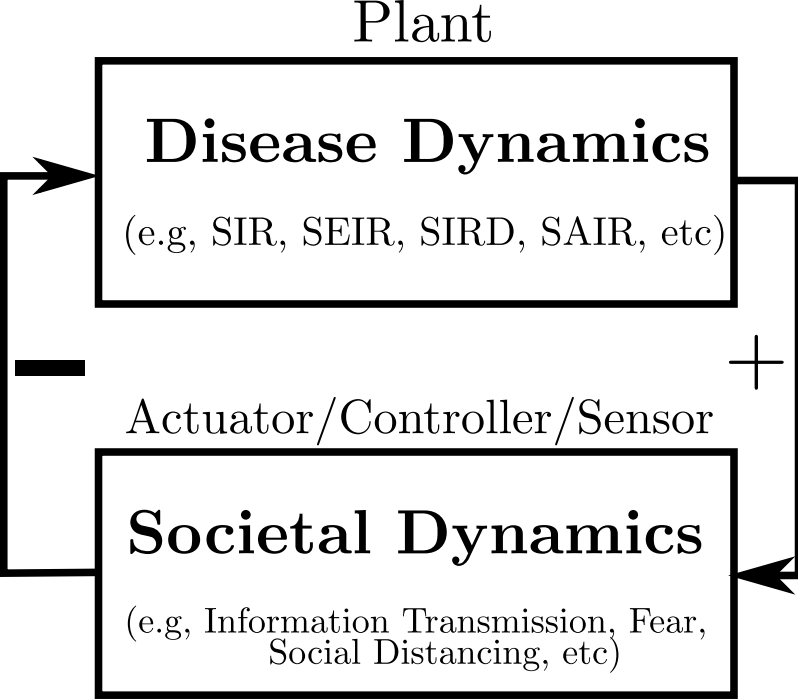 Plant
Disease Dynamics
(e.g, SIR, SEIR, SIRD, SAIR, etc)
− +
Actuator/Controller/Sensor
Societal Dynamics
(e.g, Information Transmission, Fear,
Social Distancing, etc)